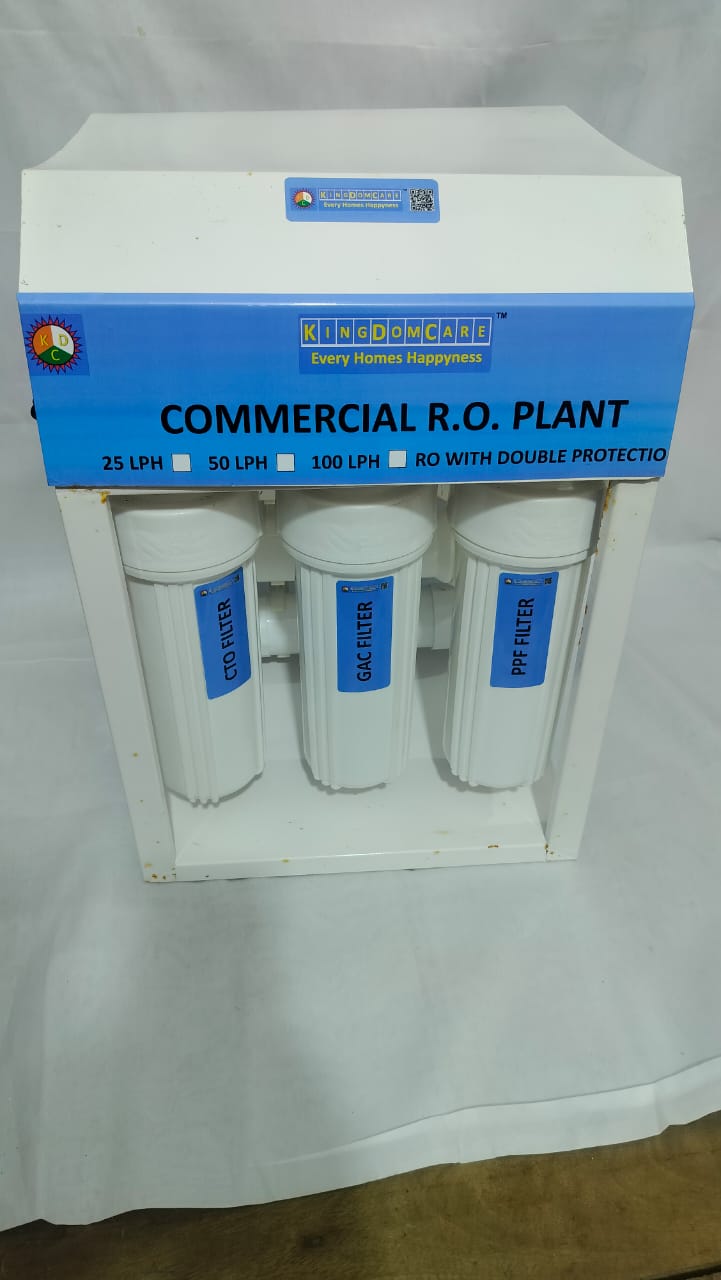 KINGDOMCARE
Every Homes Happyness
K D
C
KINGDOMCARE™
Every Homes Happyness
COMMERCIAL R.O. PLANT
25 LPH 50 LPH 100 LPH RO WITH DOUBLE PROTECTIO
CTO FILTER
GAC FILTER
PPF FILTER